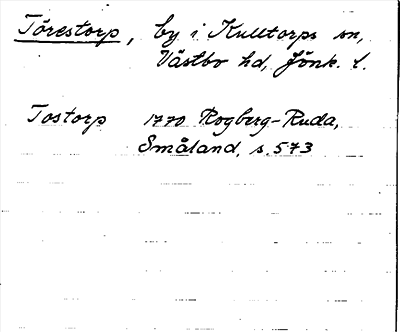 Törestorp, by i Kulltorps sn,
Västbo hd, Jönk. l.
Tostorp 1770 Rogberg-Ruda,
Småland, s. 573